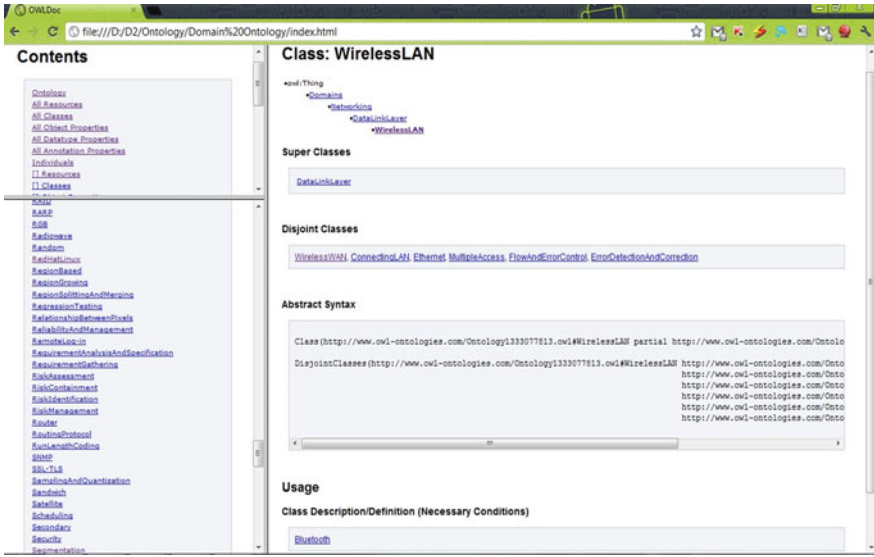 OWLDoc
file:///D:/D2/Ontology/Domain%20Ontology/index.html
Contents
Ontology
All Resources
All Classes
All Object Properties
All Datatype Properties
All Annotation Properties
Individuals
[] Resources
[] Classes
RAID
RARP
RGB
Radiowave
Random
RedHatLinux
RegionBased
RegionGrowing
RegionSplittingAndMerging
RegressionTesting
RelationshipBetweenPixels
ReliabilityAndManagement
RemoteLog-in
RequirementAnalysisAndSpecification
RequirementGathering
RiskAssessment
RiskContainment
RiskIdentification
RiskManagement
Router
RoutingProtocol
RunLengthCoding
SNMP
SSL-TLS
SamplingAndQuantization
Sandwich
Satellite
Scheduling
Secondary
Security
Segmentation
Class: WirelessLAN
•owl:Thing
•Domains
•Networking
•DataLinkLayer
•WirelessLAN
Super Classes
DataLinkLayer
Disjoint Classes
WirelessWAN, ConnectingLAN, Ethernet, MultipleAccess, FlowAndErrorControl, ErrorDetectionAndCorrection
Abstract Syntax
Class(http://www.owl-ontologies.com/Ontology1333077813.owl#WirelessLAN partial http://www.owl-ontologies.com/Ontolo
DisjointClasses(http://www.owl-ontologies.com/Ontology1333077813.owl#WirelessLAN http://www.owl-ontologies.com/Onto
http://www.owl-ontologies.com/Onto
http://www.owl-ontologies.com/Onto
http://www.owl-ontologies.com/Onto
http://www.owl-ontologies.com/Onto
http://www.owl-ontologies.com/Onto
Usage
Class Description/Definition (Necessary Conditions)
Bluetooth